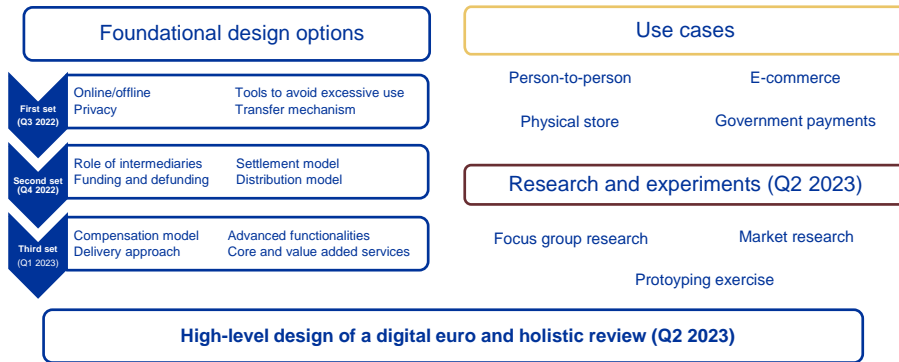 Foundational design options
First set
(Q3 2022)
Online/offline
Privacy
Tools to avoid excessive use
Transfer mechanism
Second set
(Q4 2022)
Role of intermediaries
Funding and defunding
Settlement model
Distribution model
Third set
(Q1 2023)
Compensation model
Delivery approach
Advanced functionalities
Core and value added services
Use cases
Person-to-person
E-commerce
Physical store
Government payments
Research and experiments (Q2 2023)
Focus group research
Market research
Protoyping exercise
High-level design of a digital euro and holistic review (Q2 2023)